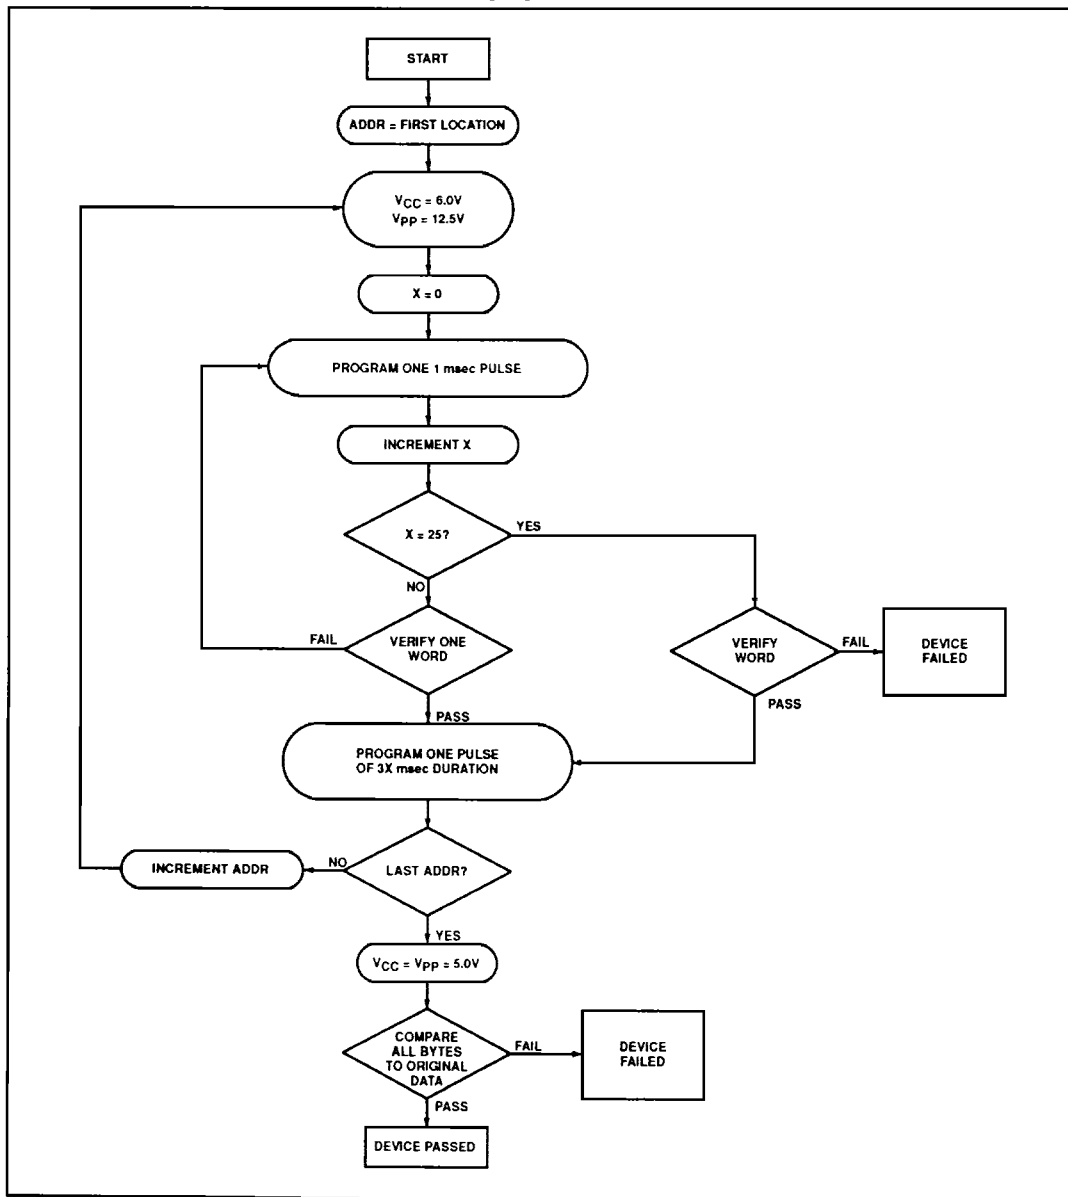 START
ADDR = FIRST LOCATION
VCC = 6.0V
VPP = 12.5V
X = 0
PROGRAM ONE 1 msec PULSE
INCREMENT X
X = 25?
YES
NO
VERIFY ONE
WORD
FAIL
PASS
VERIFY
WORD
FAIL
PASS
DEVICE
FAILED
PROGRAM ONE PULSE
OF 3X msec DURATION
LAST ADDR?
NO
INCREMENT ADDR
YES
VCC = VPP = 5.0V
COMPARE
ALL BYTES
TO ORIGINAL
DATA
FAIL
DEVICE
FAILED
PASS
DEVICE PASSED